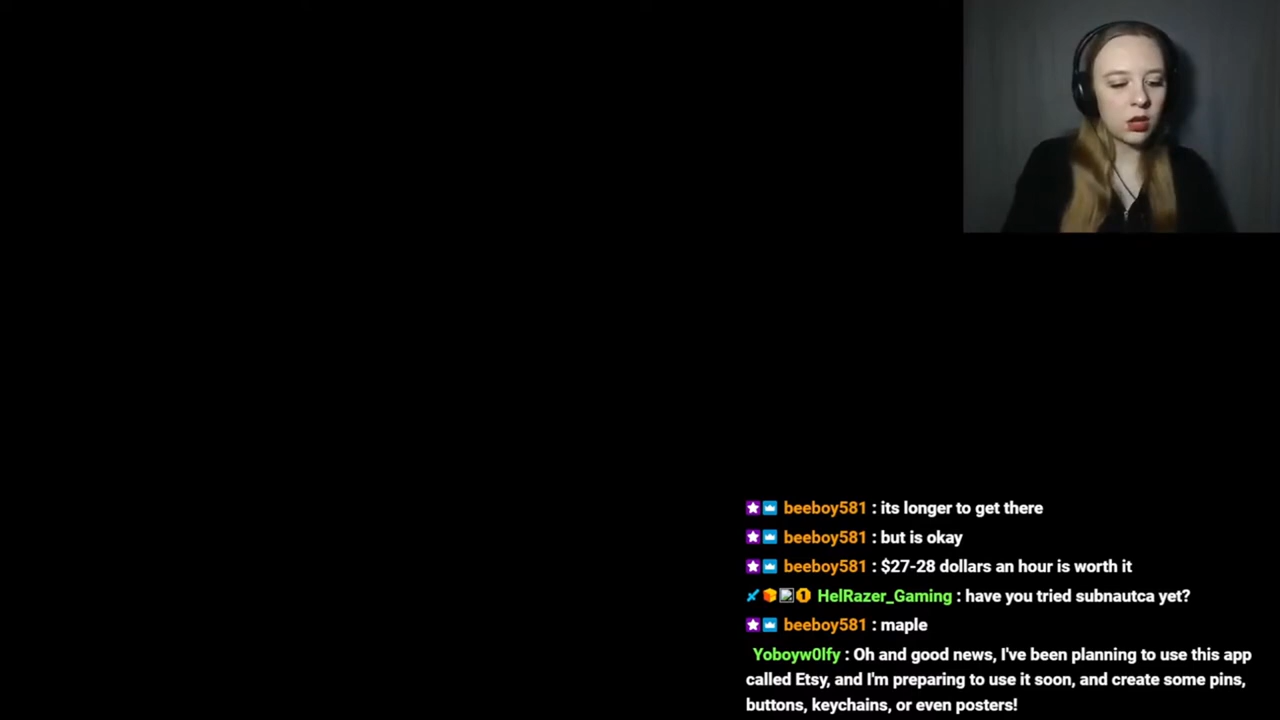 beeboy581 : its longer to get there
beeboy581 : but is okay
beeboy581 : $27-28 dollars an hour is worth it
HelRazer_Gaming : have you tried subnautca yet?
beeboy581 : maple
Yoboyw0lfy : Oh and good news, I've been planning to use this app
called Etsy, and I'm preparing to use it soon, and create some pins,
buttons, keychains, or even posters!